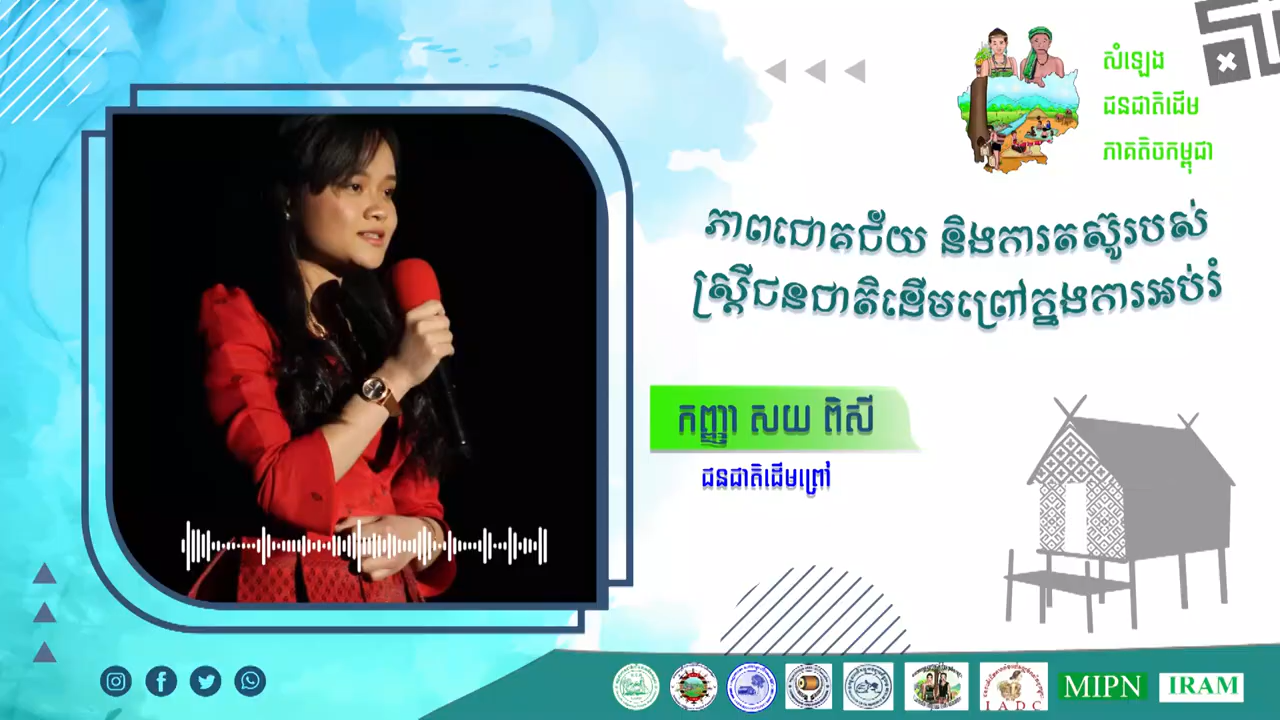 សំឡេង
ជនជាតិដើម
ភាគតិចកម្ពុជា
ភាពជោគជ័យ និងការតស៊ូរបស់
ស្ត្រីជនជាតិដើមព្រៅក្នុងការអប់រំ
កញ្ញា សយ ពិសី
ជនជាតិដើមព្រៅ
IADC
MIPN
IRAM